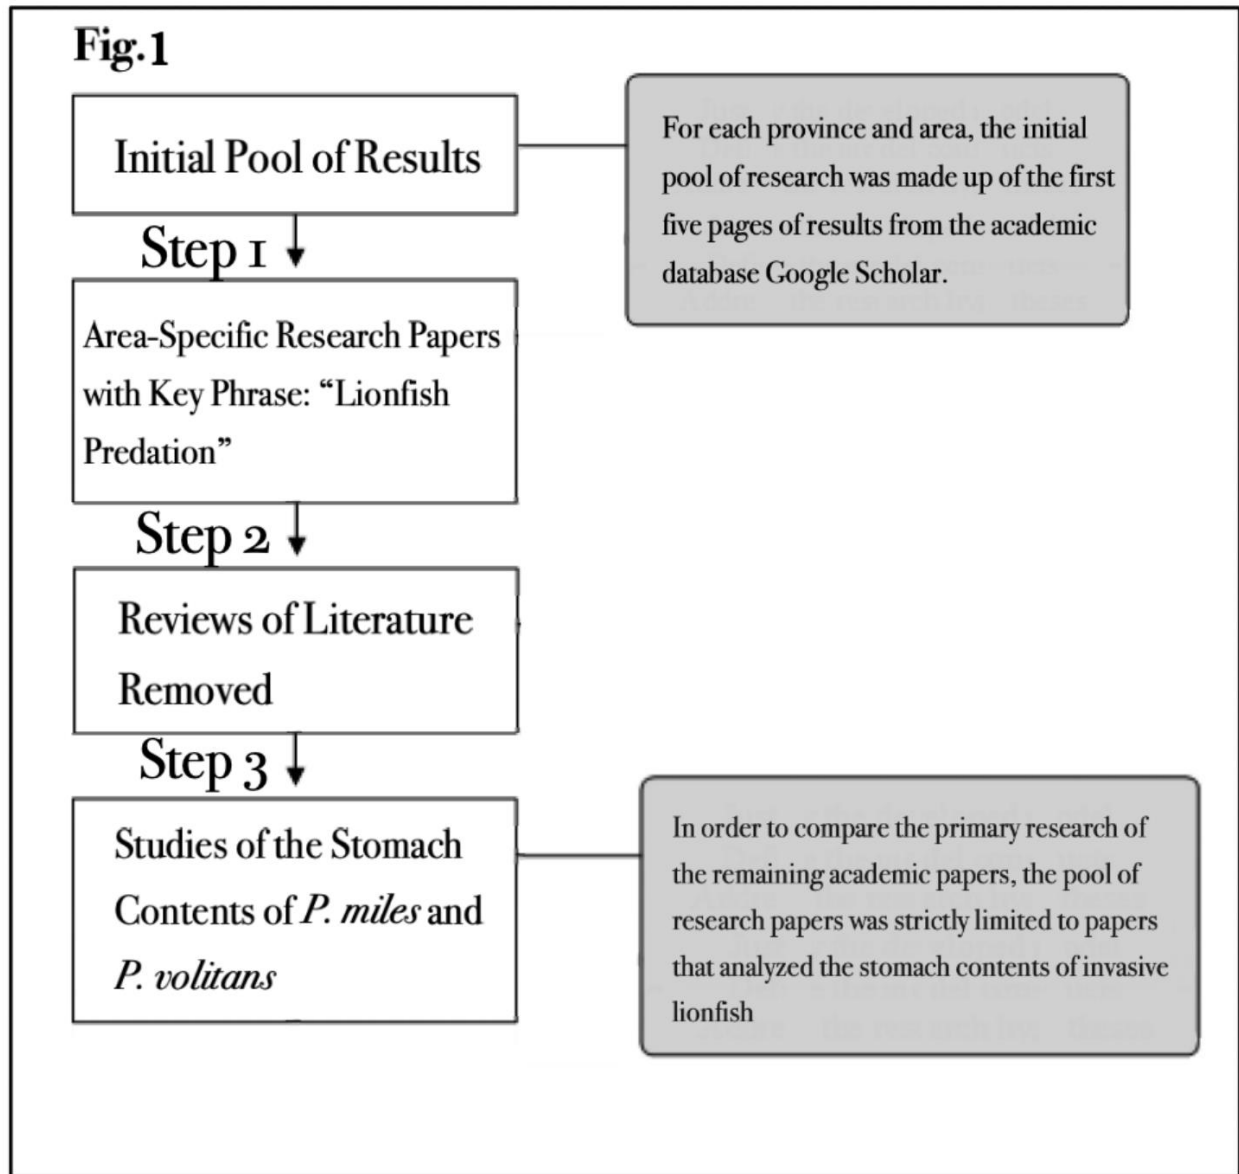 Fig.1
Initial Pool of Results
For each province and area, the initial
pool of research was made up of the first
five pages of results from the academic
database Google Scholar.
Step 1
Area-Specific Research Papers
with Key Phrase: “Lionfish
Predation”
Step 2
Reviews of Literature
Removed
Step 3
Studies of the Stomach
Contents of P. miles and
P. volitans
In order to compare the primary research of
the remaining academic papers, the pool of
research papers was strictly limited to papers
that analyzed the stomach contents of invasive
lionfish